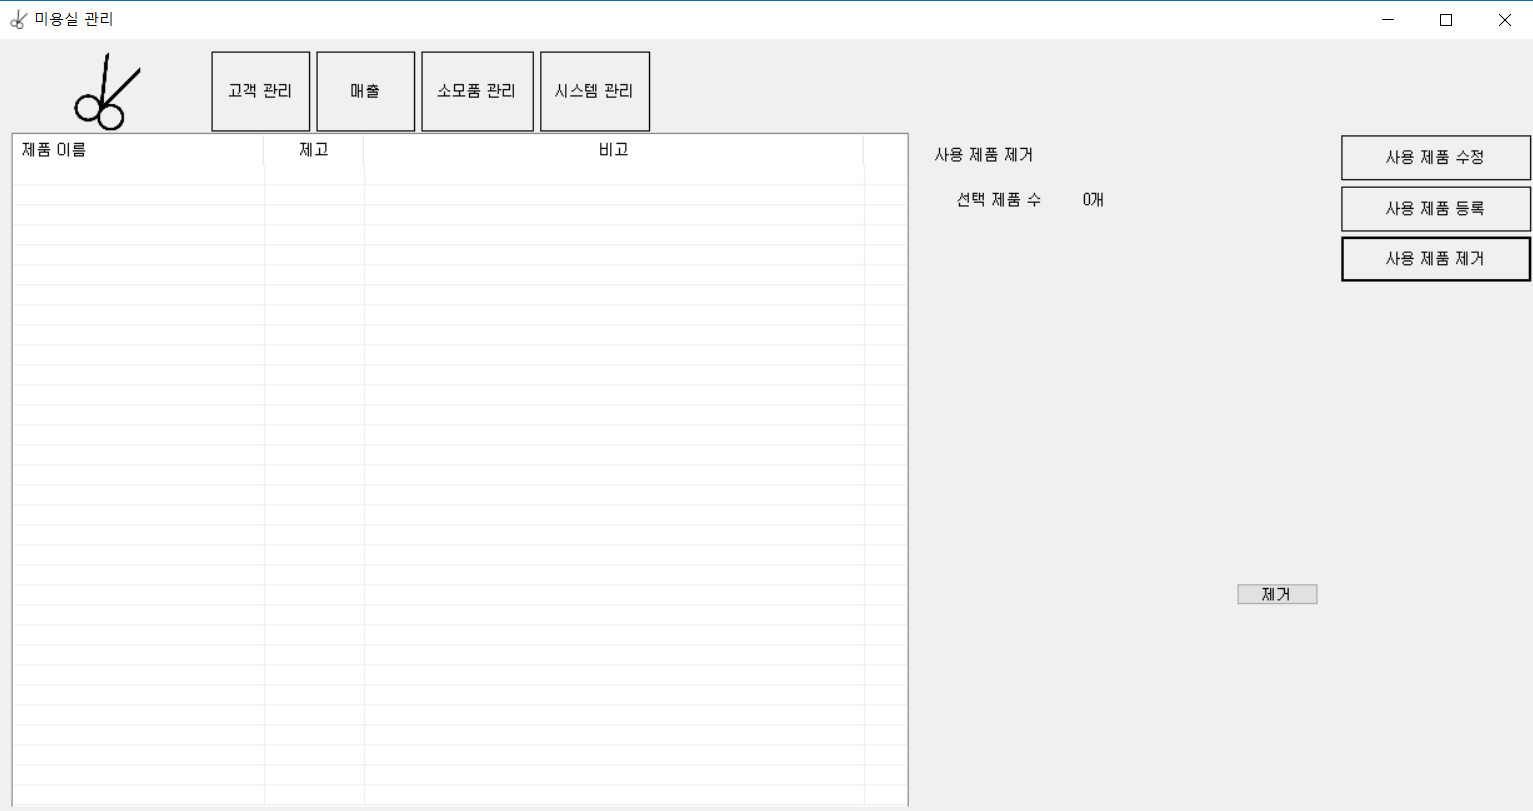 미용실 관리
고객 관리 매출 소모품 관리 시스템 관리
제품 이름 제고 비고
사용 제품 제거
선택 제품 수 0개
사용 제품 수정
사용 제품 등록
사용 제품 제거
제거